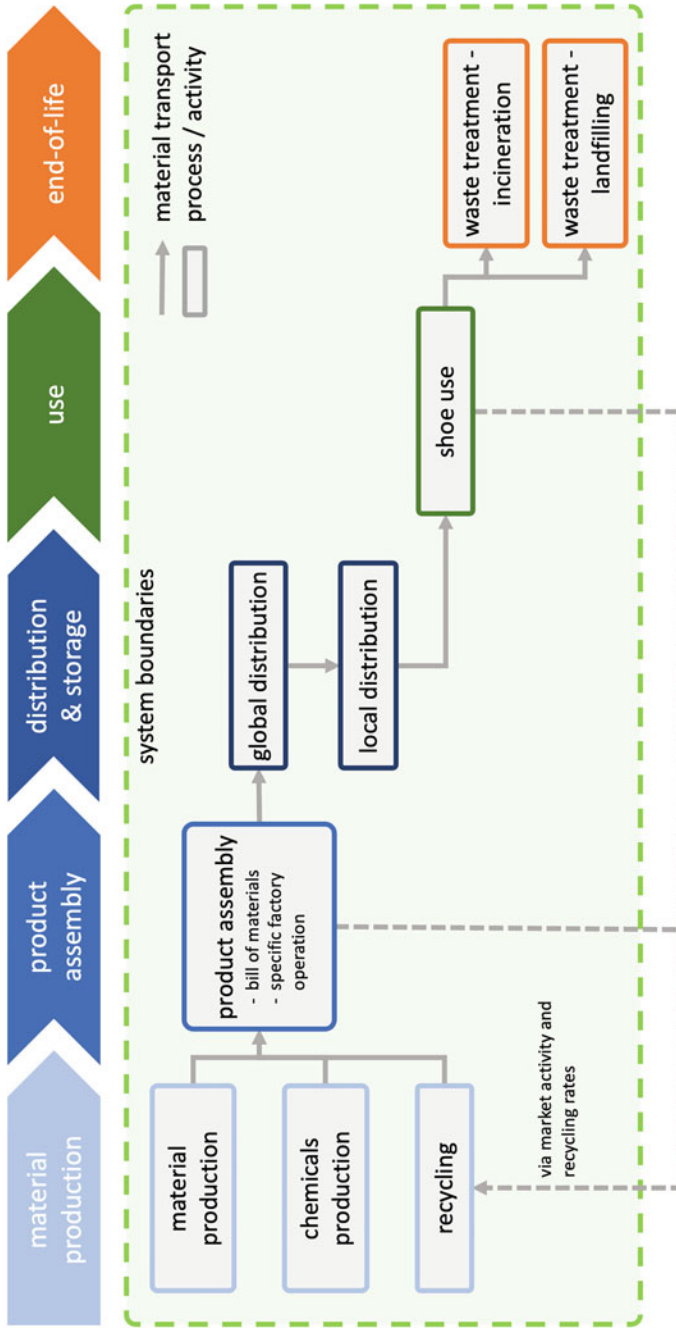 material
production
product
assembly
distribution
& storage
use
end-of-life
system boundaries
material transport
process / activity
material
production
chemicals
production
recycling
via market activity and
recycling rates
product assembly
- bill of materials
- specific factory
operation
global distribution
local distribution
shoe use
waste treatment -
incineration
waste treatment -
landfilling